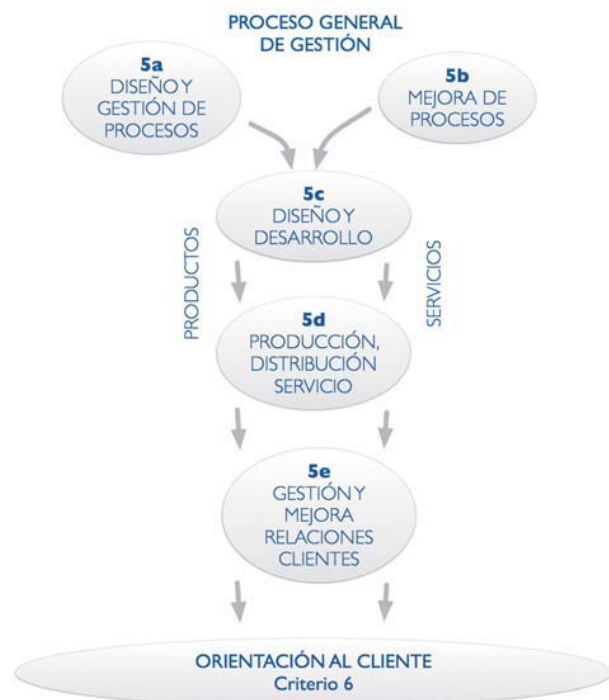 PROCESO GENERAL
DE GESTIÓN
5a
DISEÑO Y
GESTIÓN DE
PROCESOS
5b
MEJORA DE
PROCESOS
5c
DISEÑO Y
DESARROLLO
PRODUCTOS
SERVICIOS
5d
PRODUCCIÓN,
DISTRIBUCIÓN
SERVICIO
5e
GESTIÓN Y
MEJORA
RELACIONES
CLIENTES
ORIENTACIÓN AL CLIENTE
Criterio 6